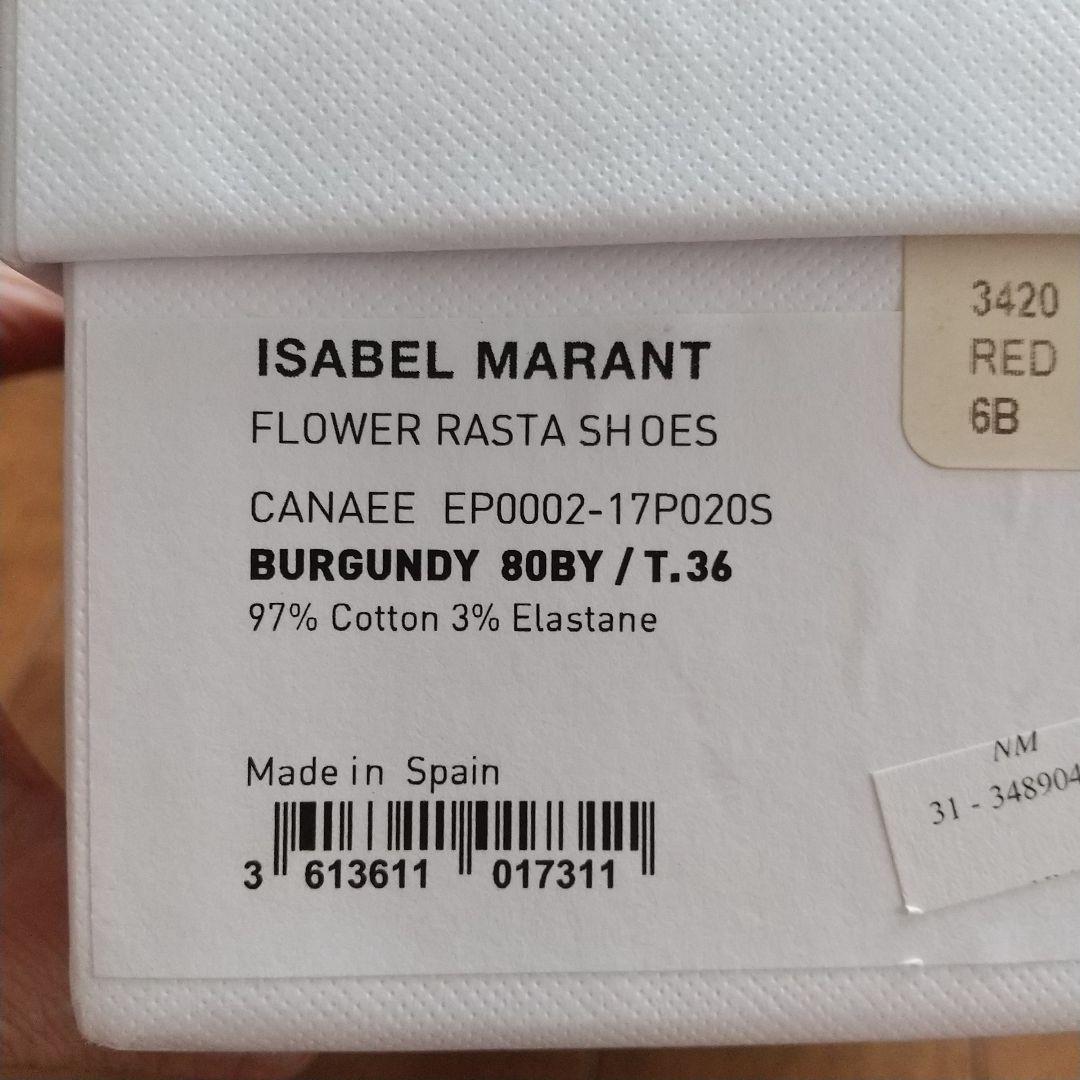 3420
RED
6B
ISABEL MARANT
FLOWER RASTA SHOES
CANAEE EP0002-17P020S
BURGUNDY 80BY / T.36
97% Cotton 3% Elastane
Made in Spain
3 613611 017311
NM
31 - 348904